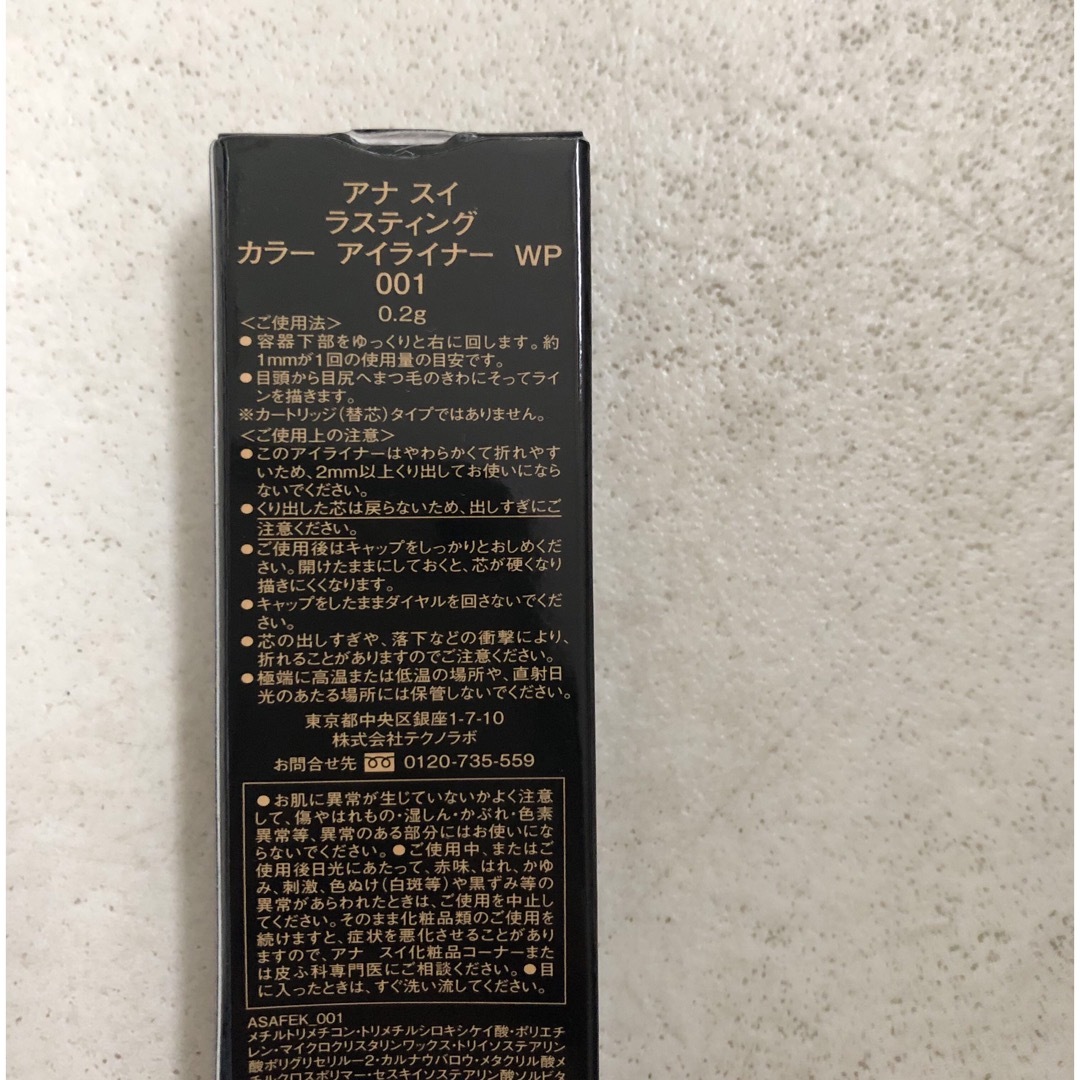 アナ スイ
ラスティング
カラー アイライナー WP
001
0.2g
＜ご使用法＞
●容器下部をゆっくりと右に回します。約
1mmが1回の使用量の目安です。
●目頭から目尻へまつ毛のきわにそってライ
ンを描きます。
※カートリッジ(替芯)タイプではありません。
＜ご使用上の注意＞
●このアイライナーはやわらかくて折れやす
いため、2mm以上くり出してお使いになら
ないでください。
●くり出した芯は戻らないため、出しすぎにご
注意ください。
●ご使用後はキャップをしっかりとおしめくだ
さい。開けたままにしておくと、芯が硬くなり
描きにくくなります。
●キャップをしたままダイヤルを回さないでくだ
さい。
●芯の出しすぎや、落下などの衝撃により、
折れることがありますのでご注意ください。
●極端に高温または低温の場所や、直射日
光のあたる場所には保管しないでください。
東京都中央区銀座1-7-10
株式会社テクノラボ
お問合せ先 0120-735-559
●お肌に異常が生じていないかよく注意
して、傷やはれもの・湿しん・かぶれ・色素
異常等、異常のある部分にはお使いにな
らないでください。●ご使用中、またはご
使用後日光にあたって、赤味、はれ、かゆ
み、刺激、色ぬけ(白斑等)や黒ずみ等の
異常があらわれたときは、ご使用を中止し
てください。そのまま化粧品類のご使用を
続けますと、症状を悪化させることがあり
ますので、アナ スイ化粧品コーナーまた
は皮ふ科専門医にご相談ください。●目
に入ったときは、すぐ洗い流してください。
ASAFEK_001
メチルトリメチコン・トリメチルシロキシケイ酸・ポリエチ
レン・マイクロクリスタリンワックス・トリイソステアリン
酸ポリグリセリル-2・カルナウバロウ・メタクリル酸メ
チルクロスポリマー・セスキイソステアリン酸ソルビタ